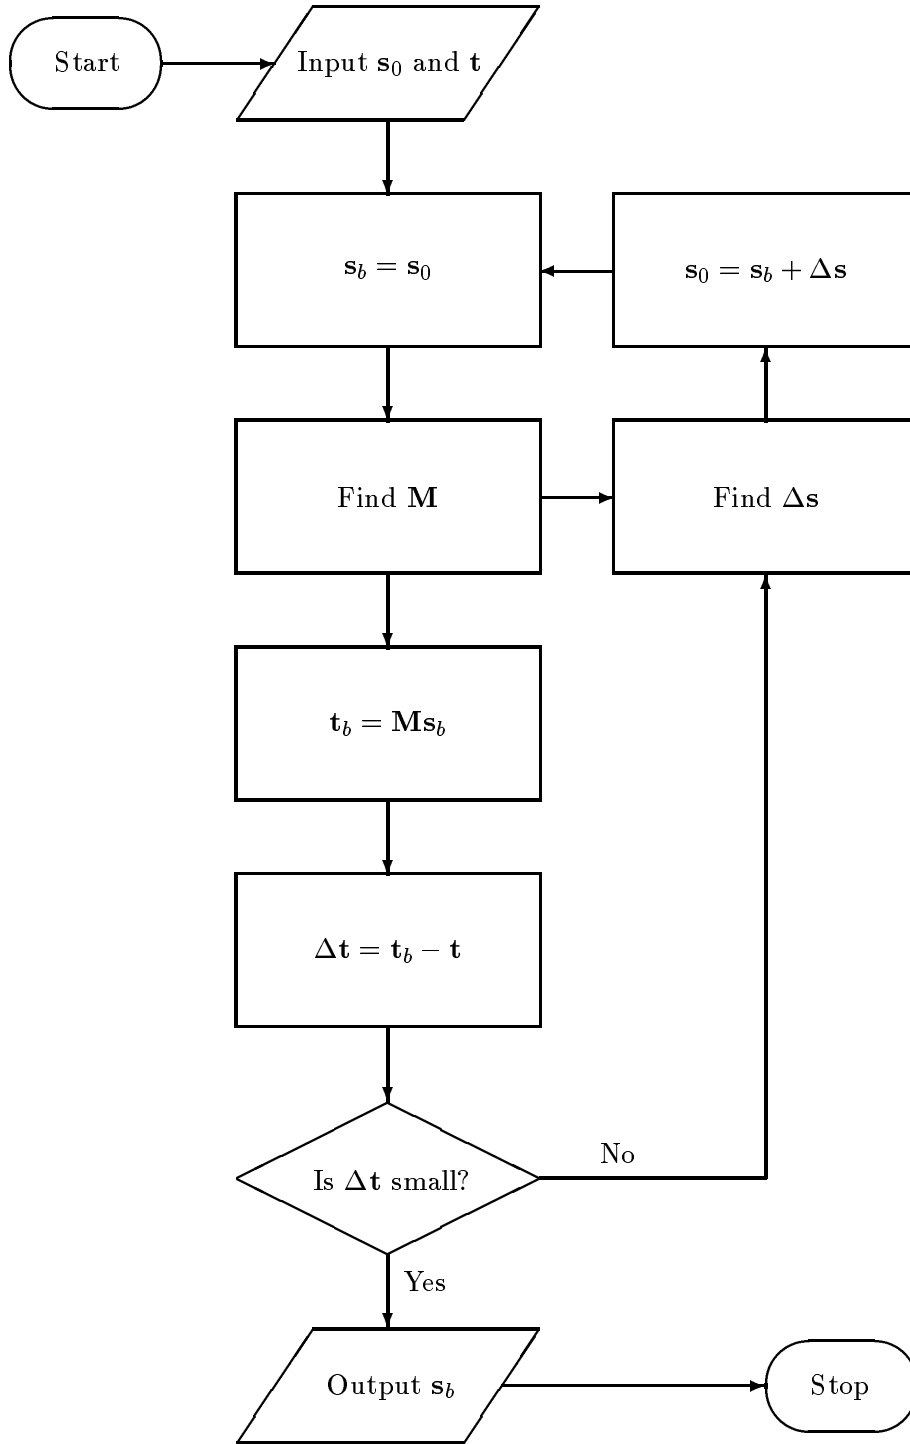 Start
Input s₀ and t
s_b = s₀
s₀ = s_b + Δs
Find M
Find Δs
t_b = Ms_b
Δt = t_b − t
Is Δt small?
No
Yes
Output s_b
Stop